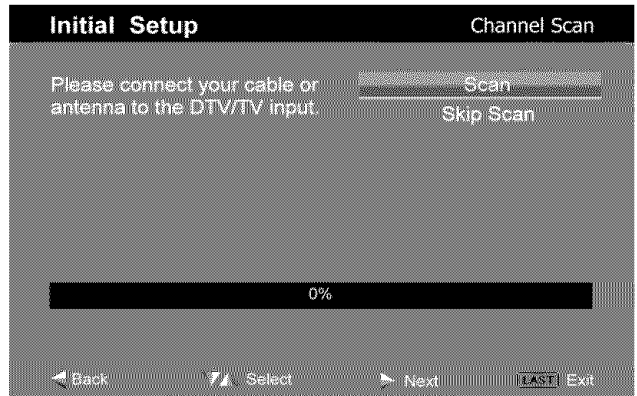 Initial Setup Channel Scan
Please connect your cable or Scan
antenna to the DTV/TV input. Skip Scan
0%
Back Select Next LAST Exit